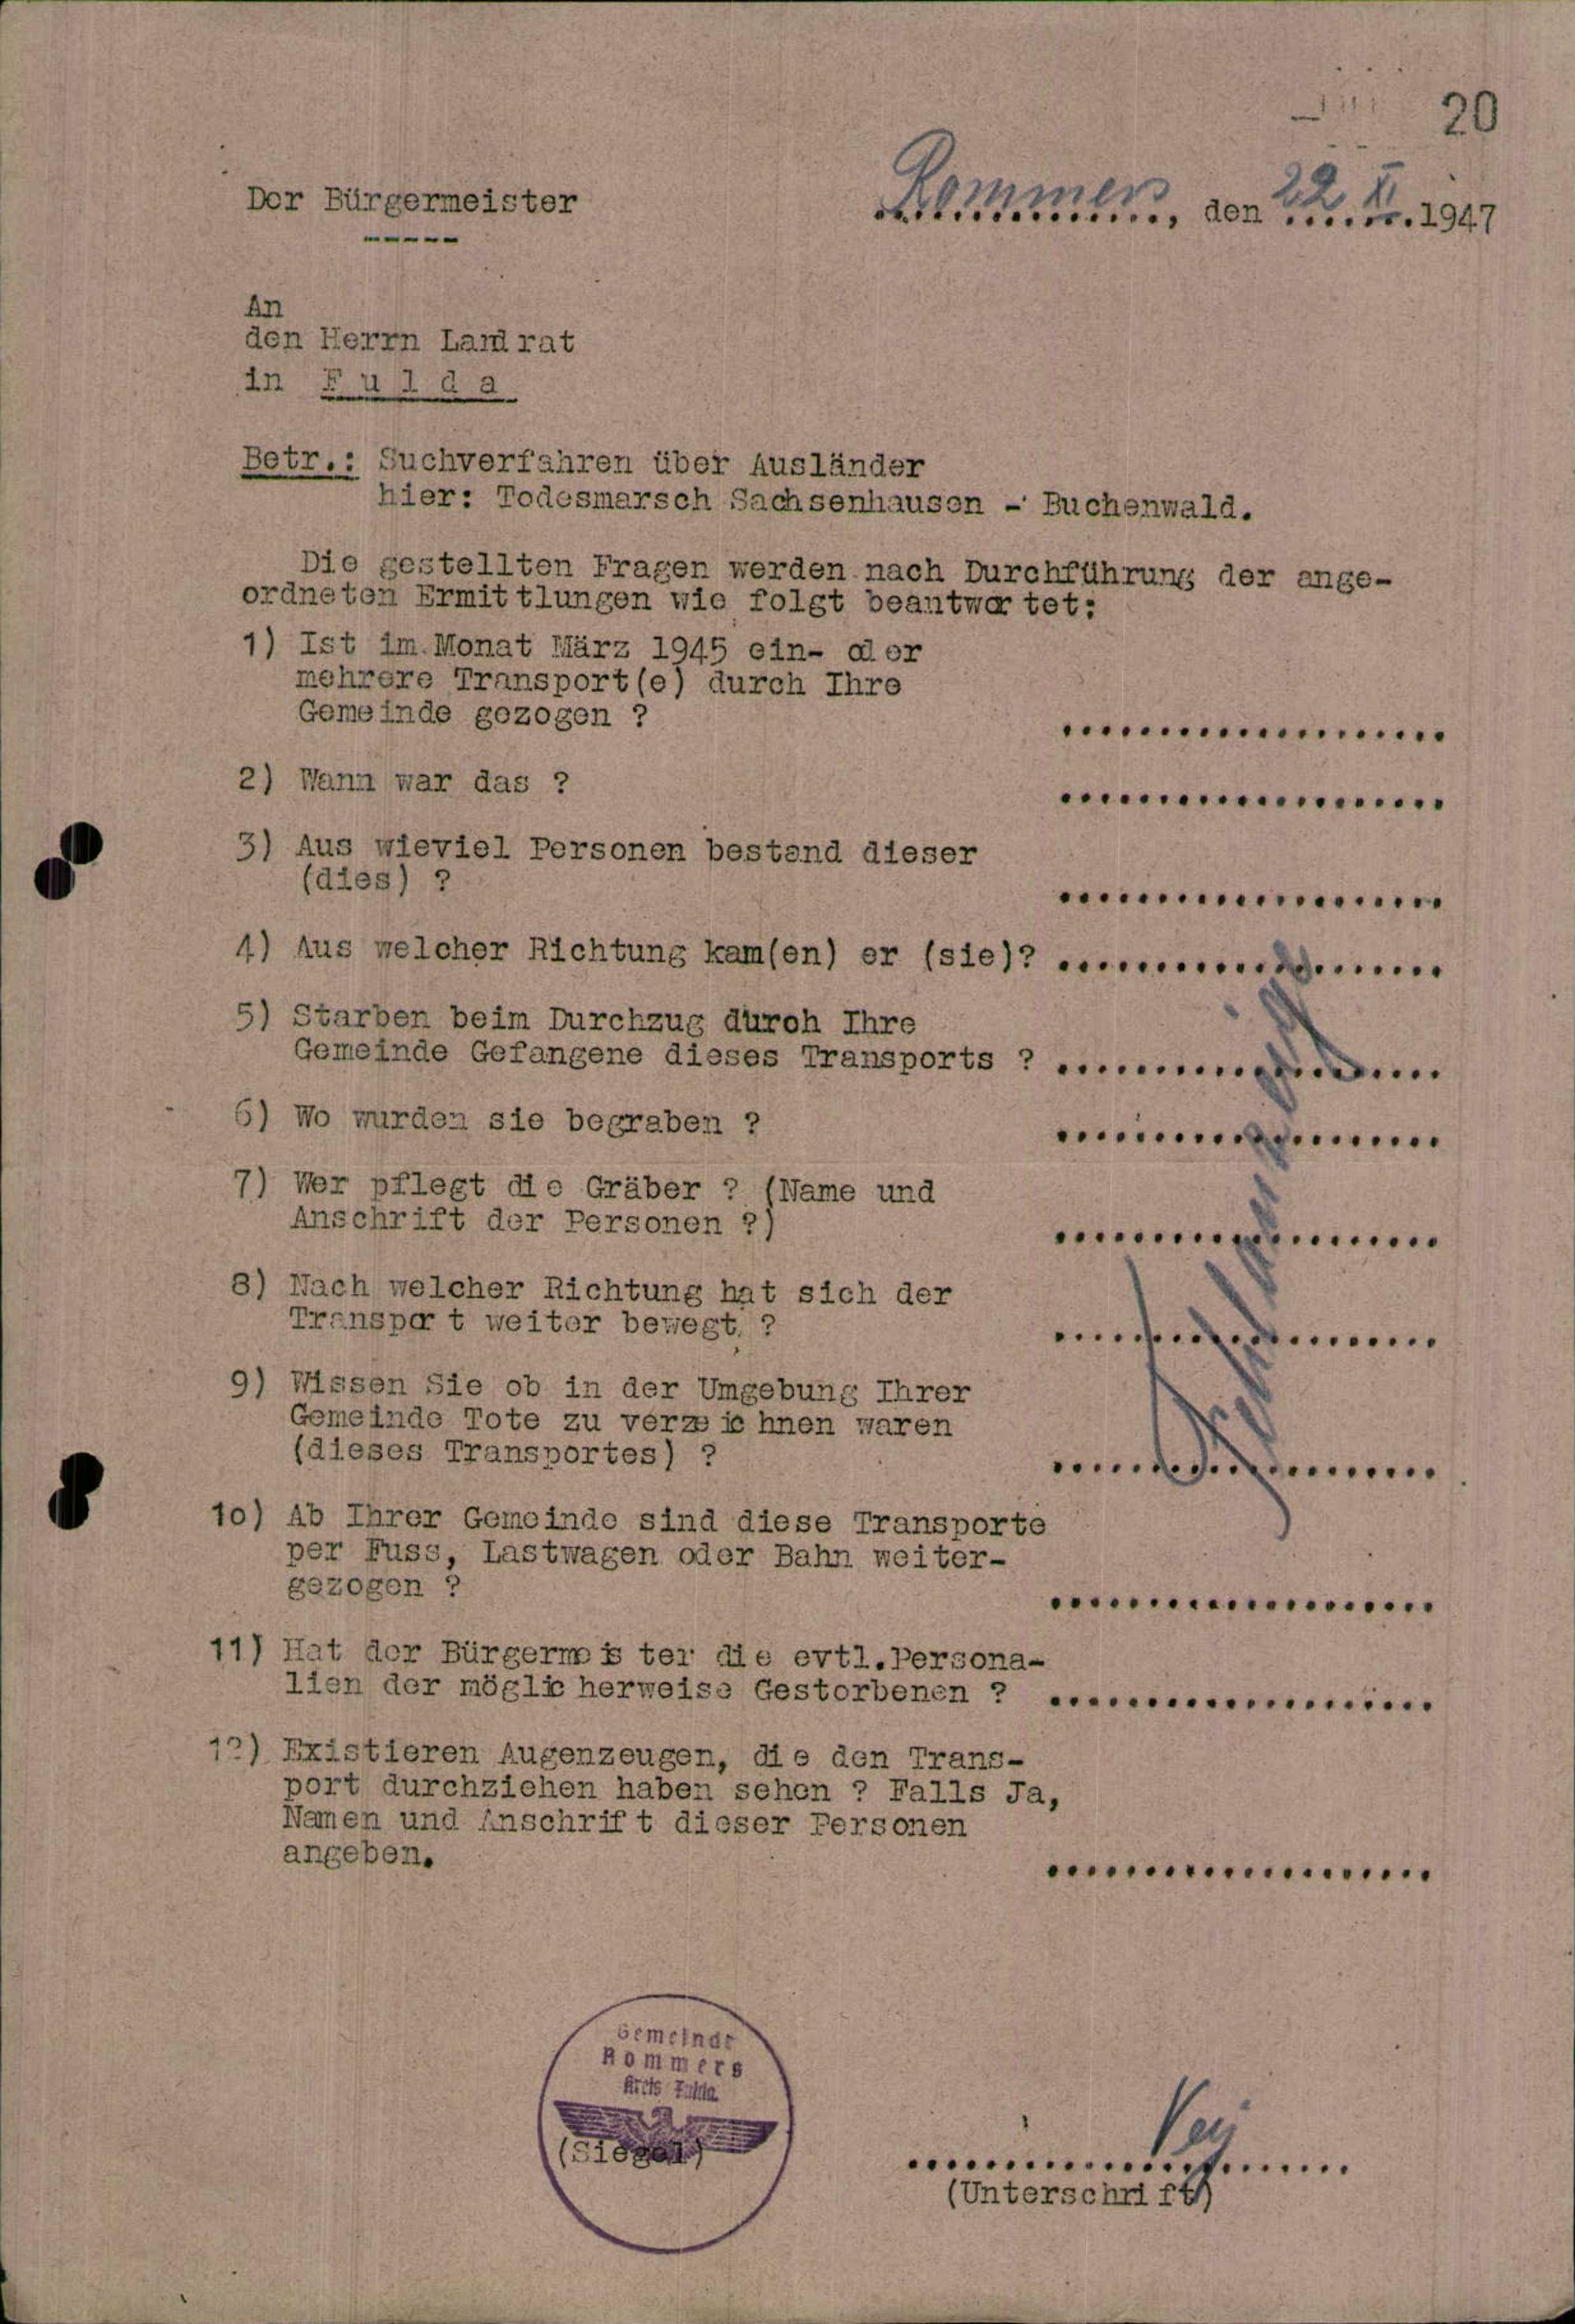 20
Der Bürgermeister
-----
Rommers, den 22. XI. 1947
An
den Herrn Landrat
in F u l d a
Betr.: Suchverfahren über Ausländer
hier: Todesmarsch Sachsenhausen - Buchenwald.
Die gestellten Fragen werden nach Durchführung der ange-
ordneten Ermittlungen wie folgt beantwortet:
1) Ist im Monat März 1945 ein- oder
mehrere Transport(e) durch Ihre
Gemeinde gezogen ? ....................
2) Wann war das ? ....................
3) Aus wieviel Personen bestand dieser
(dies) ? ....................
4) Aus welcher Richtung kam(en) er (sie)? ....................
5) Starben beim Durchzug durch Ihre
Gemeinde Gefangene dieses Transports ? ....................
6) Wo wurden sie begraben ? ....................
7) Wer pflegt die Gräber ? (Name und
Anschrift der Personen ?) ....................
8) Nach welcher Richtung hat sich der
Transport weiter bewegt ? ....................
9) Wissen Sie ob in der Umgebung Ihrer
Gemeinde Tote zu verzeichnen waren
(dieses Transportes) ? ....................
10) Ab Ihrer Gemeinde sind diese Transporte
per Fuss, Lastwagen oder Bahn weiter-
gezogen ? ....................
11) Hat der Bürgermeister die evtl.Persona-
lien der möglicherweise Gestorbenen ? ....................
12) Existieren Augenzeugen, die den Trans-
port durchziehen haben sehen ? Falls Ja,
Namen und Anschrift dieser Personen
angeben. ....................
Fehlanzeige
Gemeinde
Rommers
Kreis Fulda
(Siegel)
(Unterschrift)